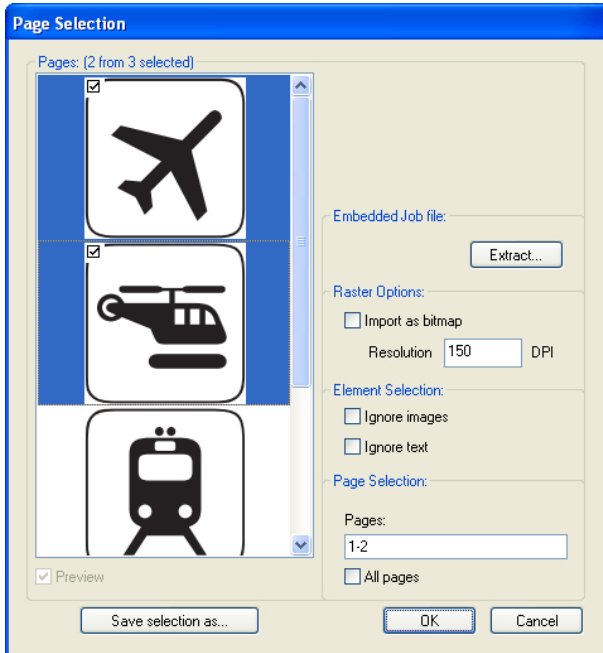 Page Selection
Pages: (2 from 3 selected)
Embedded Job file:
Extract...
Raster Options:
Import as bitmap
Resolution 150 DPI
Element Selection:
Ignore images
Ignore text
Page Selection:
Pages:
1-2
Preview
All pages
Save selection as...
OK
Cancel